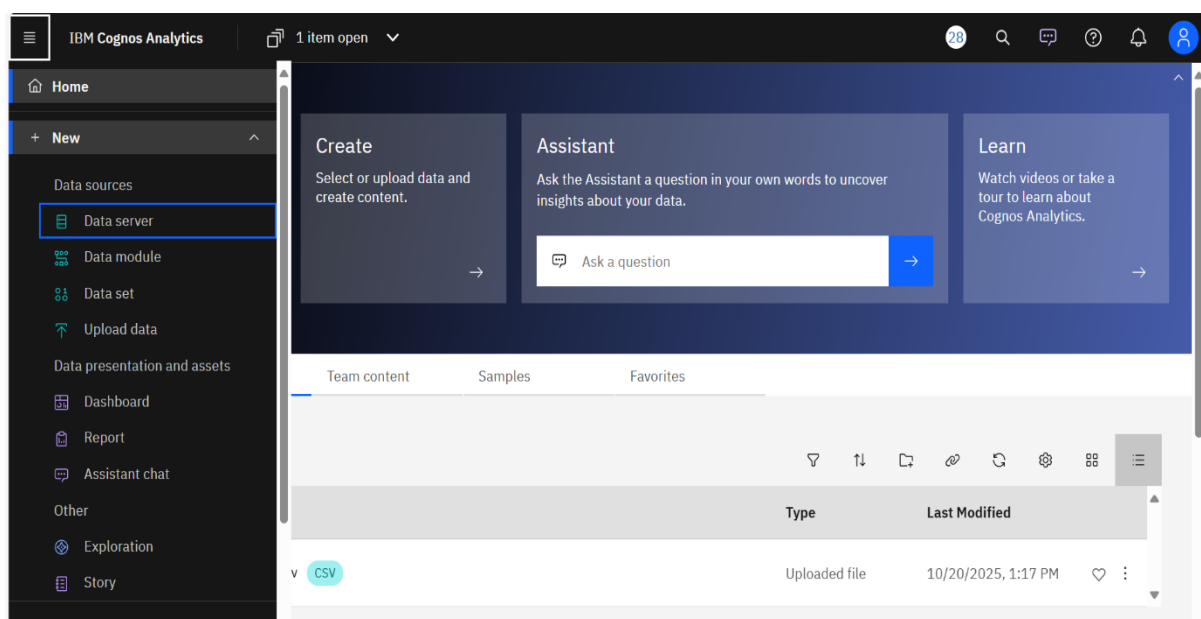 IBM Cognos Analytics
1 item open
28
Home
New
Data sources
Data server
Data module
Data set
Upload data
Data presentation and assets
Dashboard
Report
Assistant chat
Other
Exploration
Story
Create
Select or upload data and
create content.
Assistant
Ask the Assistant a question in your own words to uncover
insights about your data.
Ask a question
Learn
Watch videos or take a
tour to learn about
Cognos Analytics.
Team content Samples Favorites
Type Last Modified
v CSV Uploaded file 10/20/2025, 1:17 PM